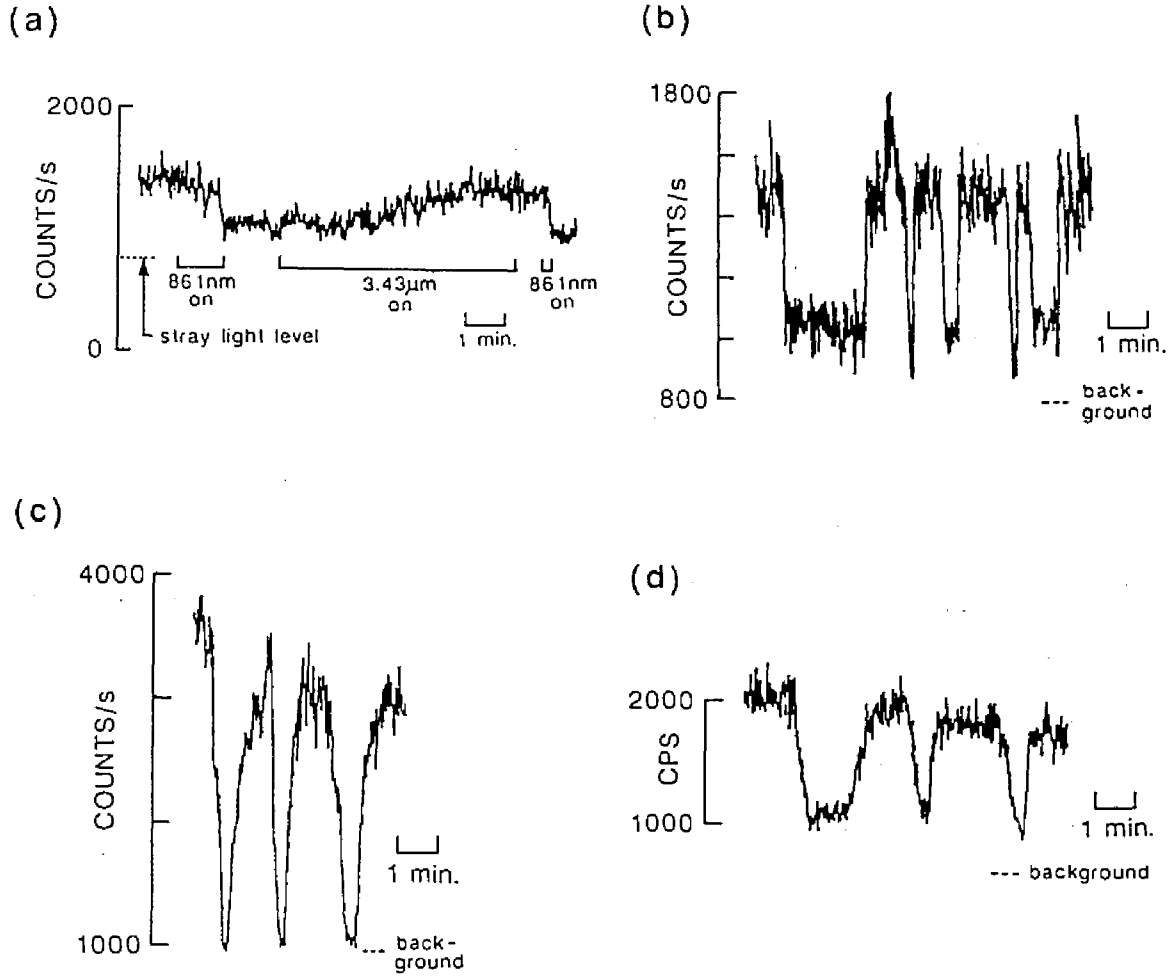 (a)
2000
COUNTS/s
0
861nm
on
3.43μm
on
861nm
on
stray light level
1 min.
(b)
1800
COUNTS/s
800
1 min.
--- back-
ground
(c)
4000
COUNTS/s
1000
1 min.
--- back-
ground
(d)
2000
CPS
1000
1 min.
--- background